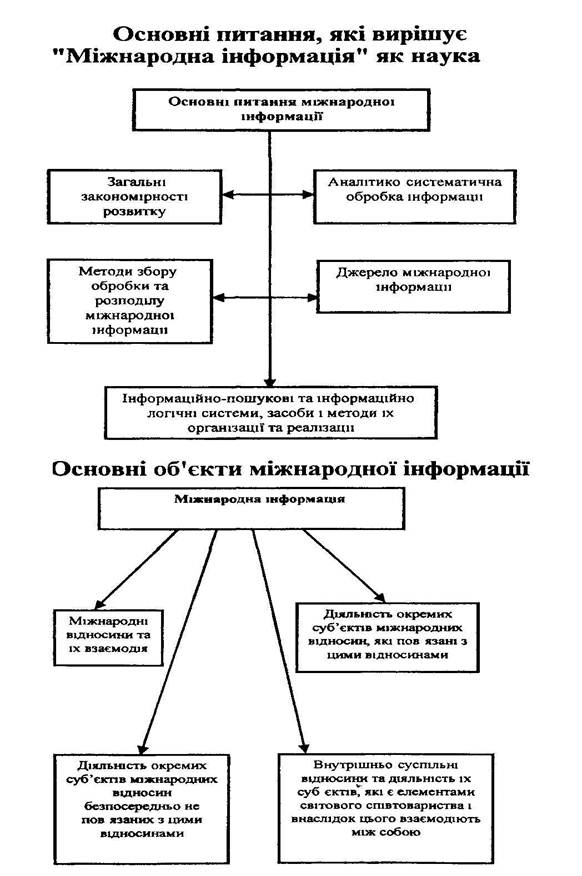 Основні питання, які вирішує
"Міжнародна інформація" як наука
Основні питання міжнародної
інформації
Загальні
закономірності
розвитку
Аналітико систематична
обробка інформації
Методи збору
обробки та
розподілу
міжнародної
інформації
Джерело міжнародної
інформації
Інформаційно-пошукові та інформаційно
логічні системи, засоби і методи їх
організації та реалізації
Основні об'єкти міжнародної інформації
Міжнародна інформація
Міжнародні
відносини та
їх взаємодія
Діяльність окремих
суб'єктів міжнародних
відносин, які пов язані з
цими відносинами
Діяльність окремих
суб'єктів міжнародних
відносин
безпосередньо не
пов язаних з цими
відносинами
Внутрішньо суспільні
відносини та діяльність їх
суб єктів, які є елементами
світового співтовариства і
внаслідок цього взаємодіють
між собою